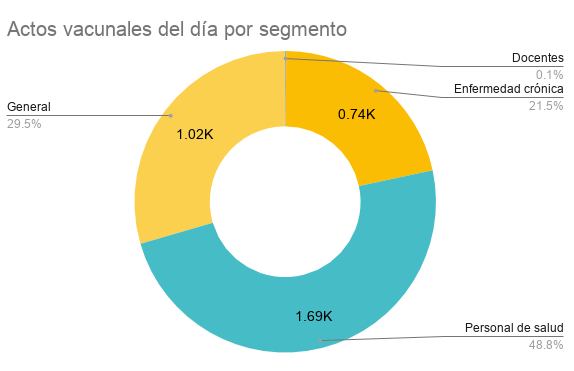 Actos vacunales del día por segmento
Docentes
0.1%
Enfermedad crónica
21.5%
General
29.5%
0.74K
1.02K
1.69K
Personal de salud
48.8%